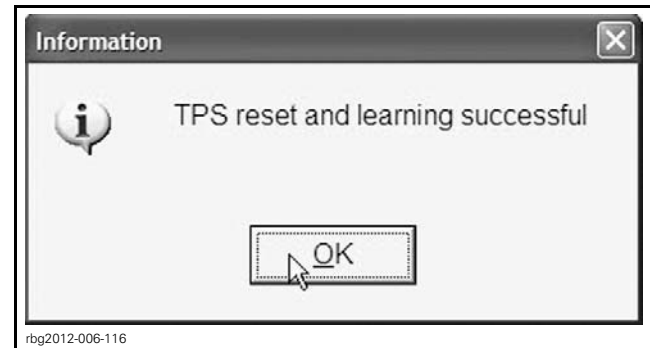 Information
TPS reset and learning successful
OK
rbg2012-006-116